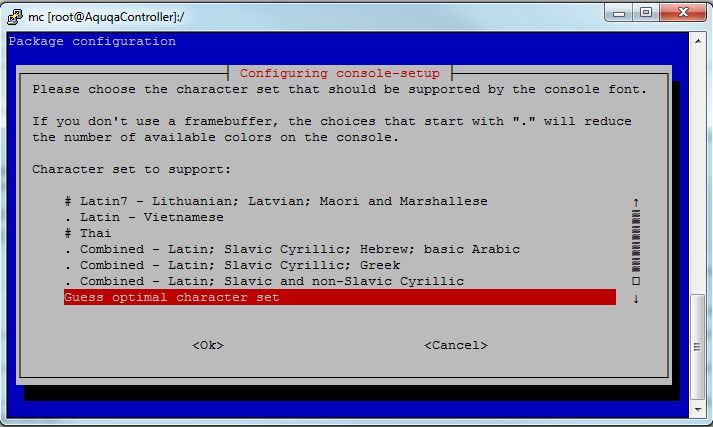 mc [root@AquqaController]:/
Package configuration
Configuring console-setup
Please choose the character set that should be supported by the console font.
If you don't use a framebuffer, the choices that start with "." will reduce
the number of available colors on the console.
Character set to support:
# Latin7 - Lithuanian; Latvian; Maori and Marshallese
. Latin - Vietnamese
# Thai
. Combined - Latin; Slavic Cyrillic; Hebrew; basic Arabic
. Combined - Latin; Slavic Cyrillic; Greek
. Combined - Latin; Slavic and non-Slavic Cyrillic
Guess optimal character set
<Ok> <Cancel>